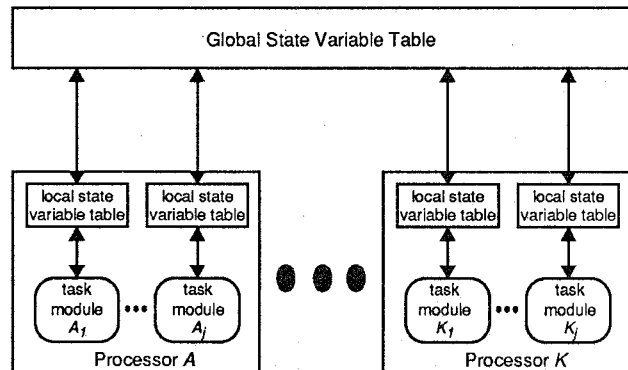 Global State Variable Table
local state
variable table
local state
variable table
local state
variable table
local state
variable table
task
module
A1
task
module
Aj
task
module
K1
task
module
Kj
Processor A
Processor K